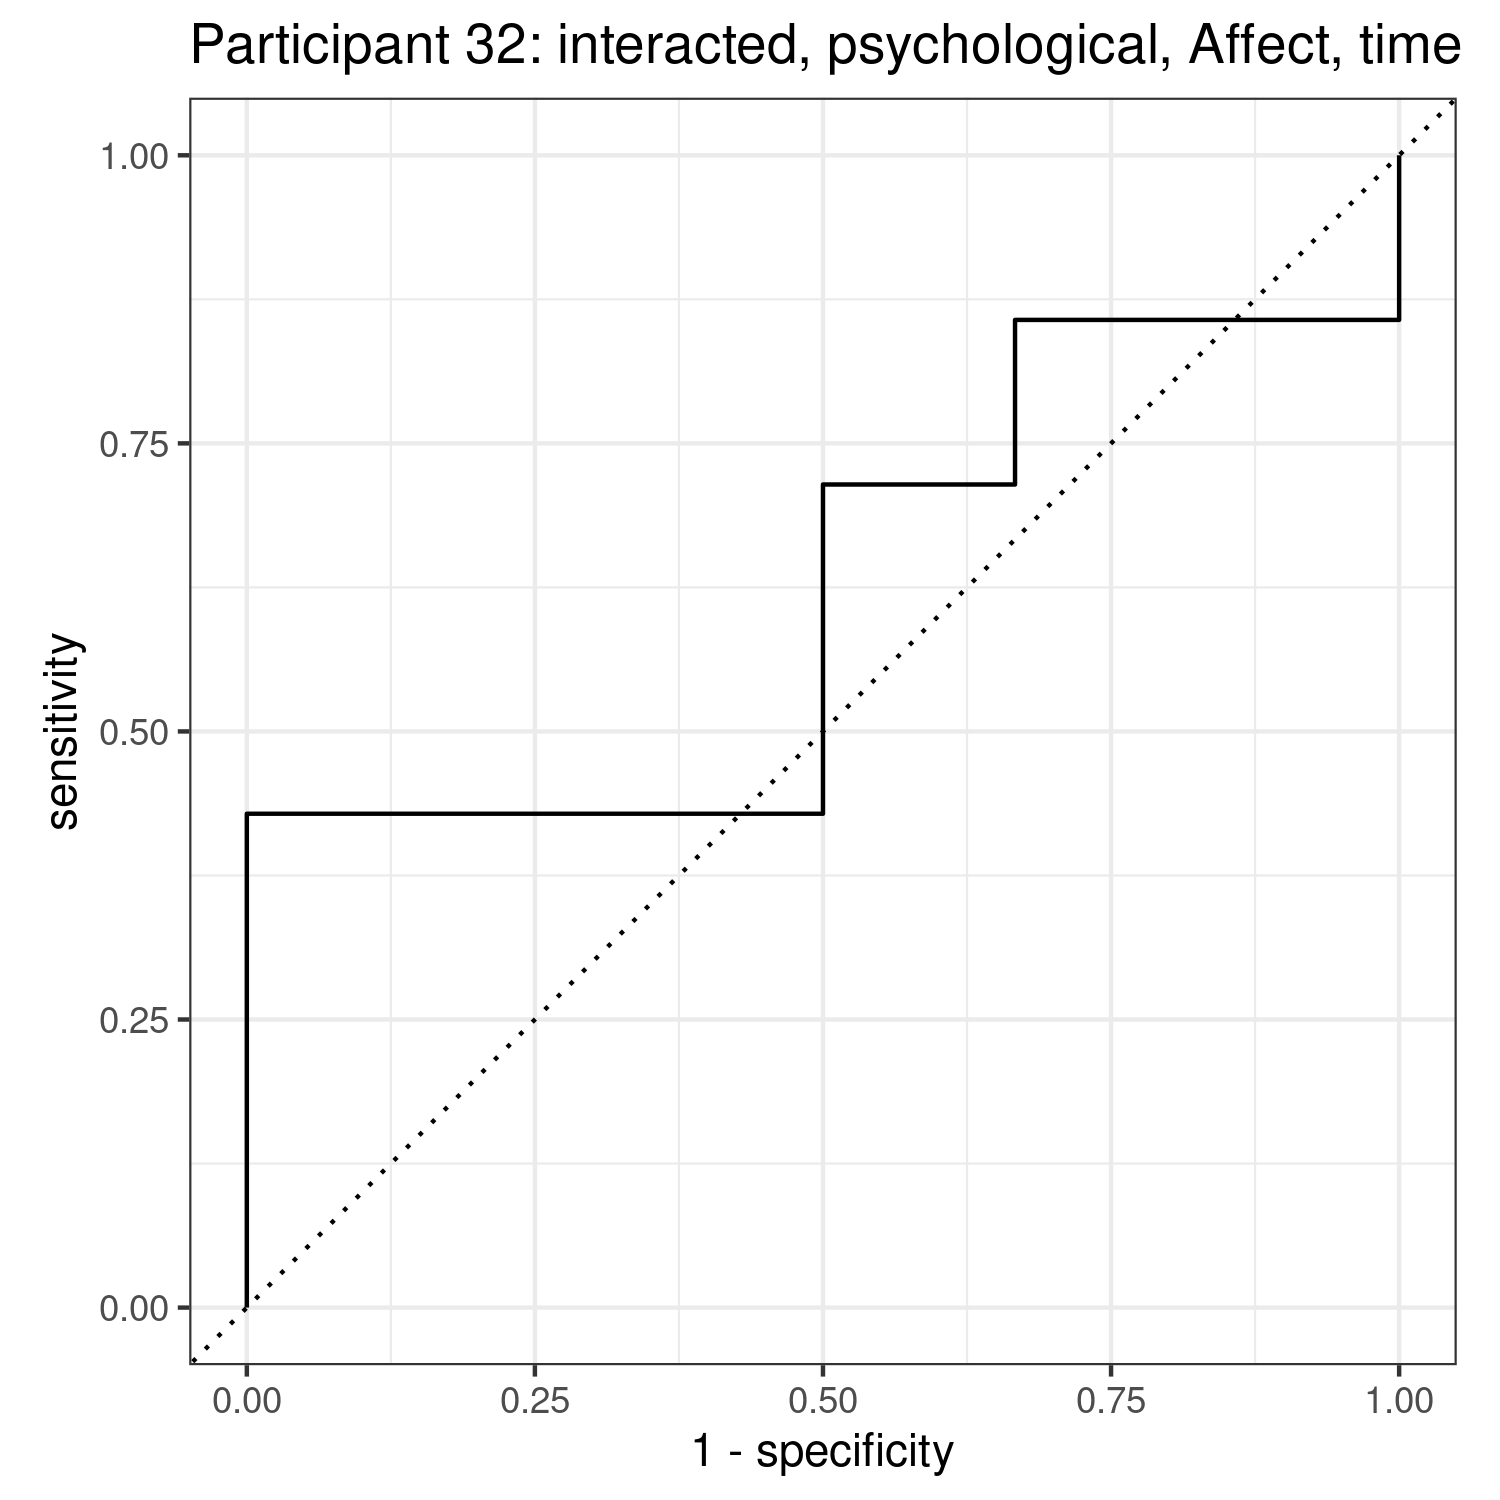 Participant 32: interacted, psychological, Affect, time
1.00
0.75
0.50
0.25
0.00
sensitivity
0.00 0.25 0.50 0.75 1.00
1 - specificity